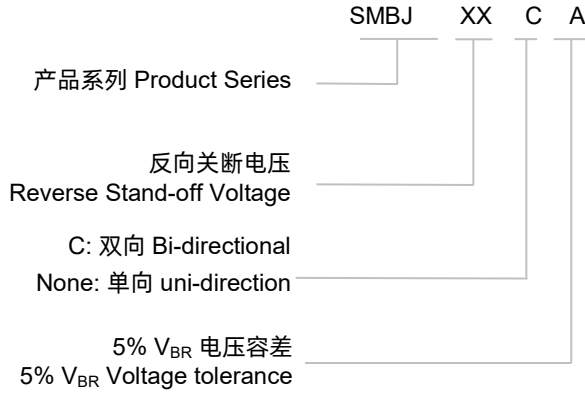 SMBJ XX C A
产品系列 Product Series
反向关断电压
Reverse Stand-off Voltage
C: 双向 Bi-directional
None: 单向 uni-direction
5% VBR 电压容差
5% VBR Voltage tolerance